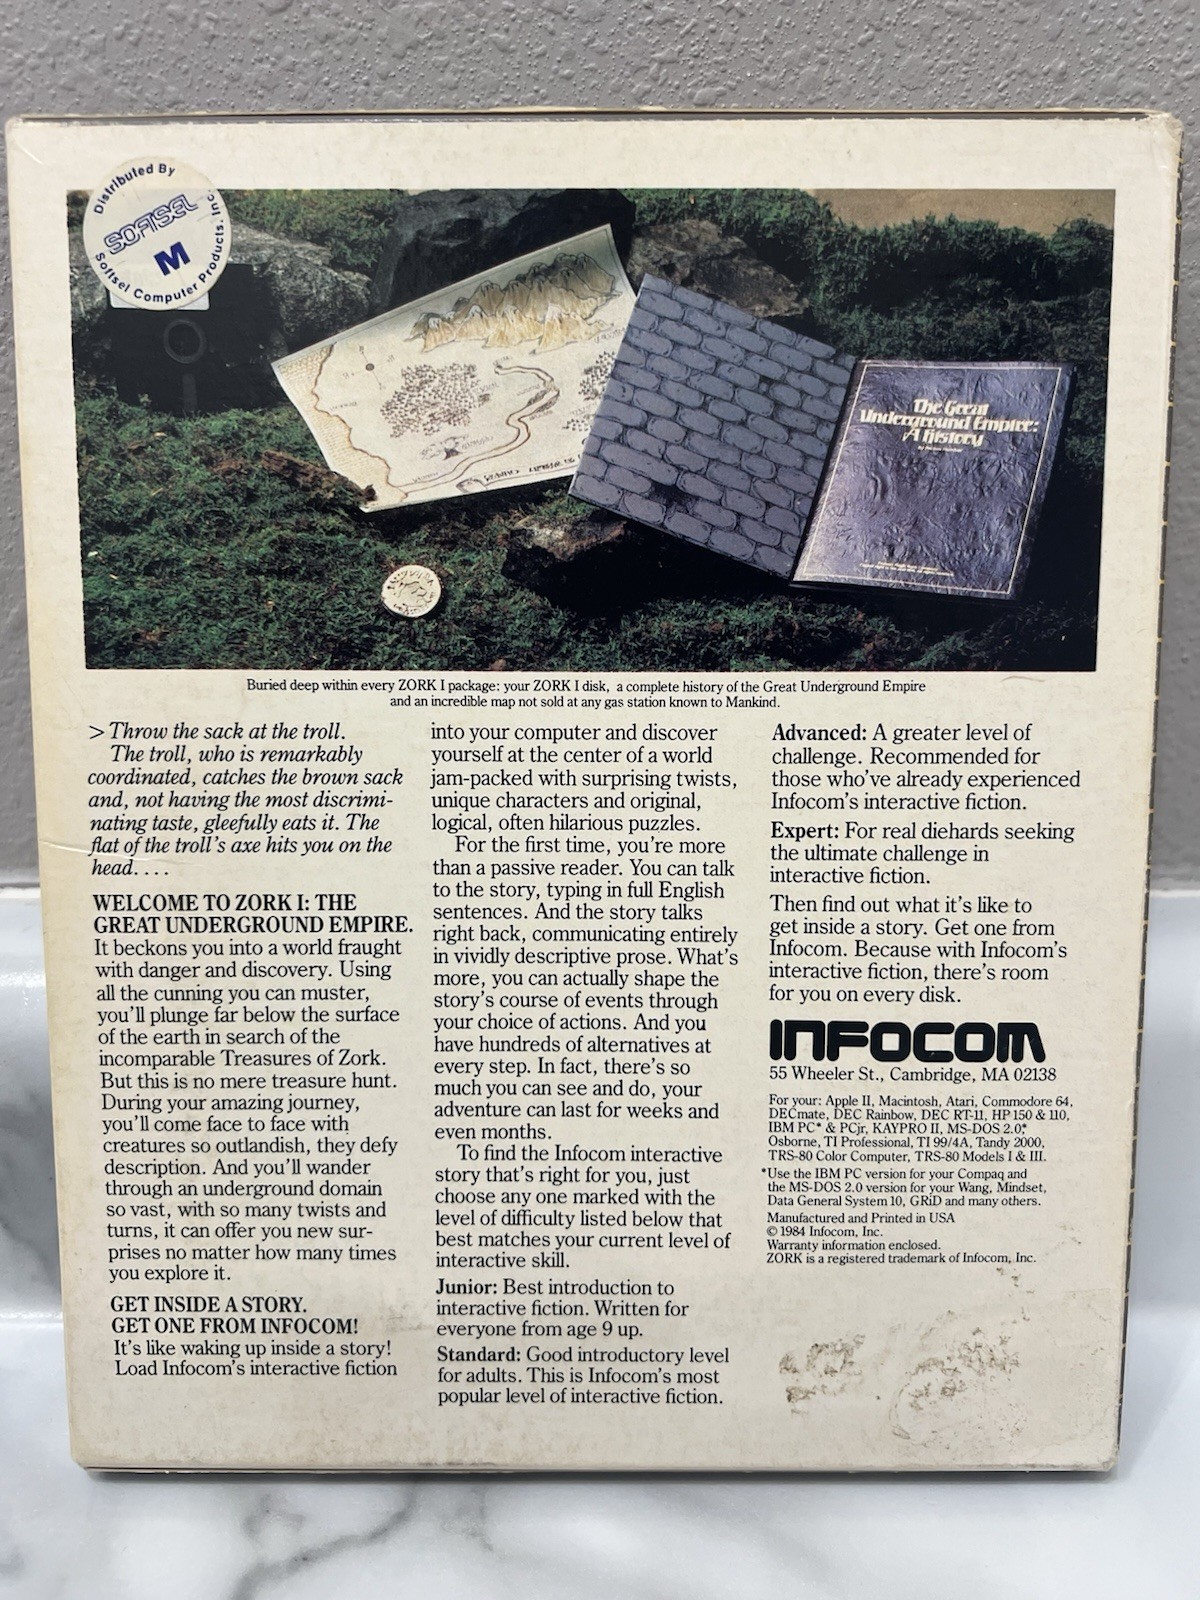 Distributed By
SOFTSEL
M
Softsel Computer Products, Inc.
The Great
Underground Empire:
A History
Buried deep within every ZORK I package: your ZORK I disk, a complete history of the Great Underground Empire
and an incredible map not sold at any gas station known to Mankind.
> Throw the sack at the troll.
The troll, who is remarkably
coordinated, catches the brown sack
and, not having the most discrimi-
nating taste, gleefully eats it. The
flat of the troll's axe hits you on the
head. . . .
WELCOME TO ZORK I: THE
GREAT UNDERGROUND EMPIRE.
It beckons you into a world fraught
with danger and discovery. Using
all the cunning you can muster,
you'll plunge far below the surface
of the earth in search of the
incomparable Treasures of Zork.
But this is no mere treasure hunt.
During your amazing journey,
you'll come face to face with
creatures so outlandish, they defy
description. And you'll wander
through an underground domain
so vast, with so many twists and
turns, it can offer you new sur-
prises no matter how many times
you explore it.
GET INSIDE A STORY.
GET ONE FROM INFOCOM!
It's like waking up inside a story!
Load Infocom's interactive fiction
into your computer and discover
yourself at the center of a world
jam-packed with surprising twists,
unique characters and original,
logical, often hilarious puzzles.
For the first time, you're more
than a passive reader. You can talk
to the story, typing in full English
sentences. And the story talks
right back, communicating entirely
in vividly descriptive prose. What's
more, you can actually shape the
story's course of events through
your choice of actions. And you
have hundreds of alternatives at
every step. In fact, there's so
much you can see and do, your
adventure can last for weeks and
even months.
To find the Infocom interactive
story that's right for you, just
choose any one marked with the
level of difficulty listed below that
best matches your current level of
interactive skill.
Junior: Best introduction to
interactive fiction. Written for
everyone from age 9 up.
Standard: Good introductory level
for adults. This is Infocom's most
popular level of interactive fiction.
Advanced: A greater level of
challenge. Recommended for
those who've already experienced
Infocom's interactive fiction.
Expert: For real diehards seeking
the ultimate challenge in
interactive fiction.
Then find out what it's like to
get inside a story. Get one from
Infocom. Because with Infocom's
interactive fiction, there's room
for you on every disk.
INFOCOM
55 Wheeler St., Cambridge, MA 02138
For your: Apple II, Macintosh, Atari, Commodore 64,
DECmate, DEC Rainbow, DEC RT-11, HP 150 & 110,
IBM PC* & PCjr, KAYPRO II, MS-DOS 2.0,*
Osborne, TI Professional, TI 99/4A, Tandy 2000,
TRS-80 Color Computer, TRS-80 Models I & III.
*Use the IBM PC version for your Compaq and
the MS-DOS 2.0 version for your Wang, Mindset,
Data General System 10, GRiD and many others.
Manufactured and Printed in USA
© 1984 Infocom, Inc.
Warranty information enclosed.
ZORK is a registered trademark of Infocom, Inc.